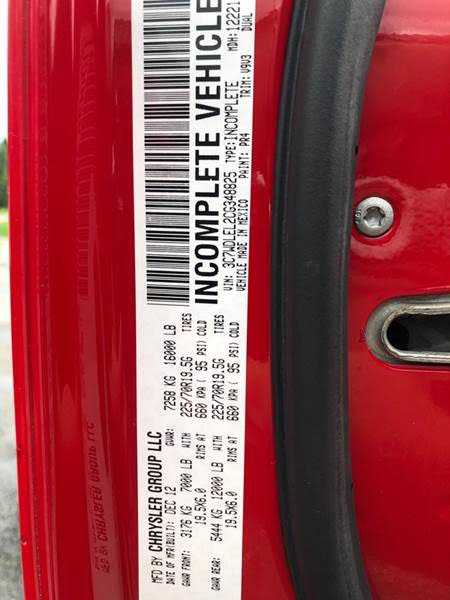 INCOMPLETE VEHICLE
MFD BY CHRYSLER GROUP LLC
DATE OF MFR(BUILT): DEC 12 GVWR: 7258 KG 16000 LB
GAWR FRONT: 3176 KG 7000 LB WITH 225/70R19.5G TIRES
19.5X6.0 RIMS AT 660 KPA ( 95 PSI) COLD
GAWR REAR: 5444 KG 12000 LB WITH 225/70R19.5G TIRES
19.5X6.0 RIMS AT 660 KPA ( 95 PSI) COLD
VIN: 3C7WDLEL2CG348825 TYPE: INCOMPLETE MDH: 12221
VEHICLE MADE IN MEXICO PAINT: PR4 TRIM: V9V3 DUAL